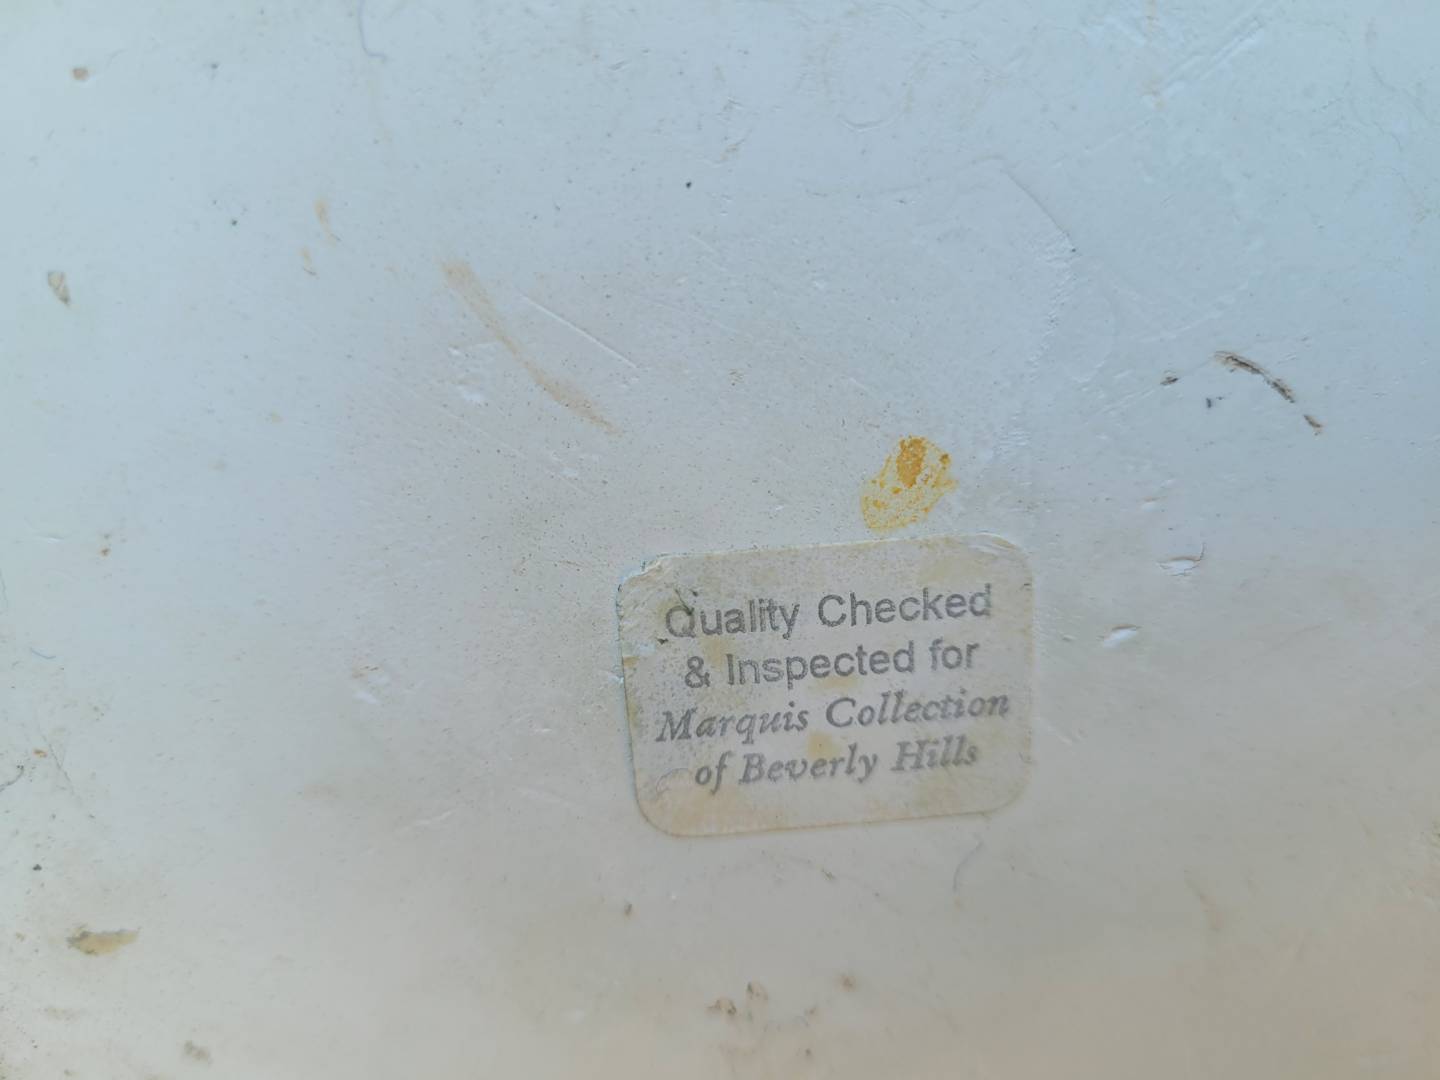 Quality Checked
& Inspected for
Marquis Collection
of Beverly Hills